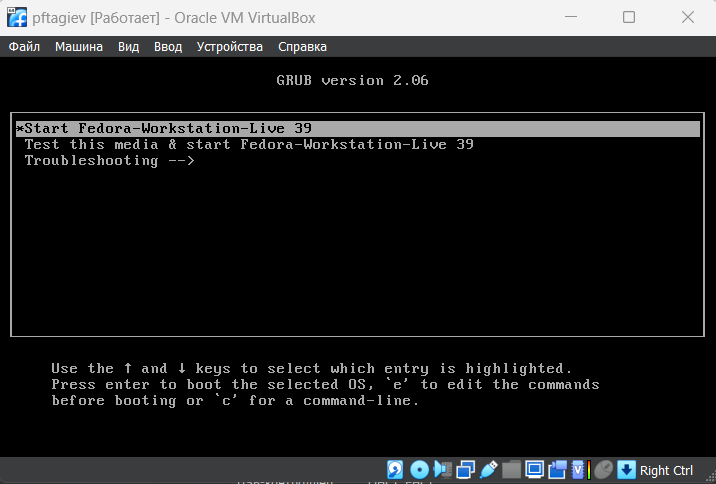 pftagiev [Работает] - Oracle VM VirtualBox
Файл Машина Вид Ввод Устройства Справка
GRUB version 2.06
*Start Fedora-Workstation-Live 39
Test this media & start Fedora-Workstation-Live 39
Troubleshooting -->
Use the ↑ and ↓ keys to select which entry is highlighted.
Press enter to boot the selected OS, `e' to edit the commands
before booting or `c' for a command-line.
Right Ctrl